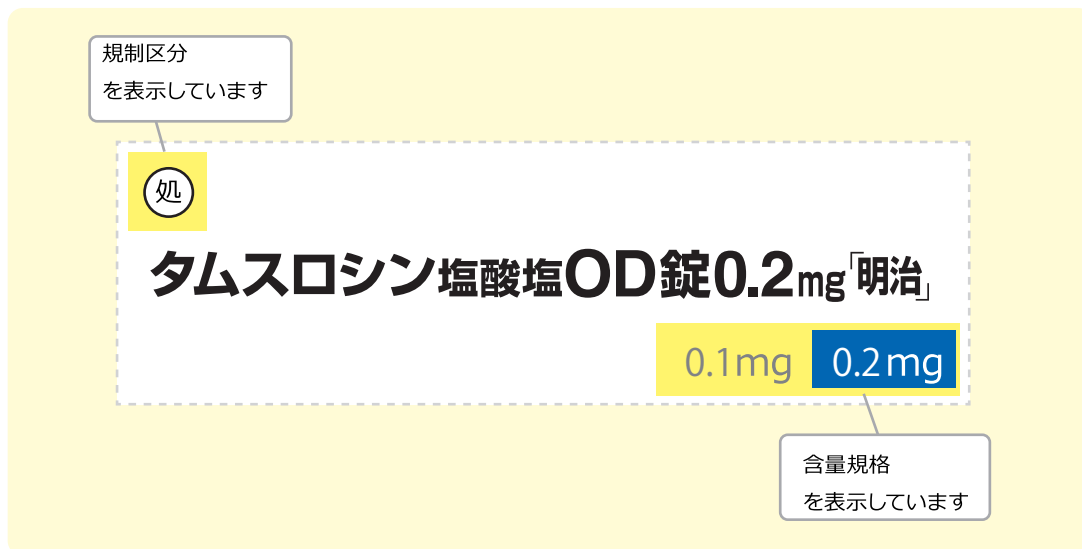 規制区分
を表示しています
処
タムスロシン塩酸塩OD錠0.2mg「明治」
0.1mg 0.2mg
含量規格
を表示しています